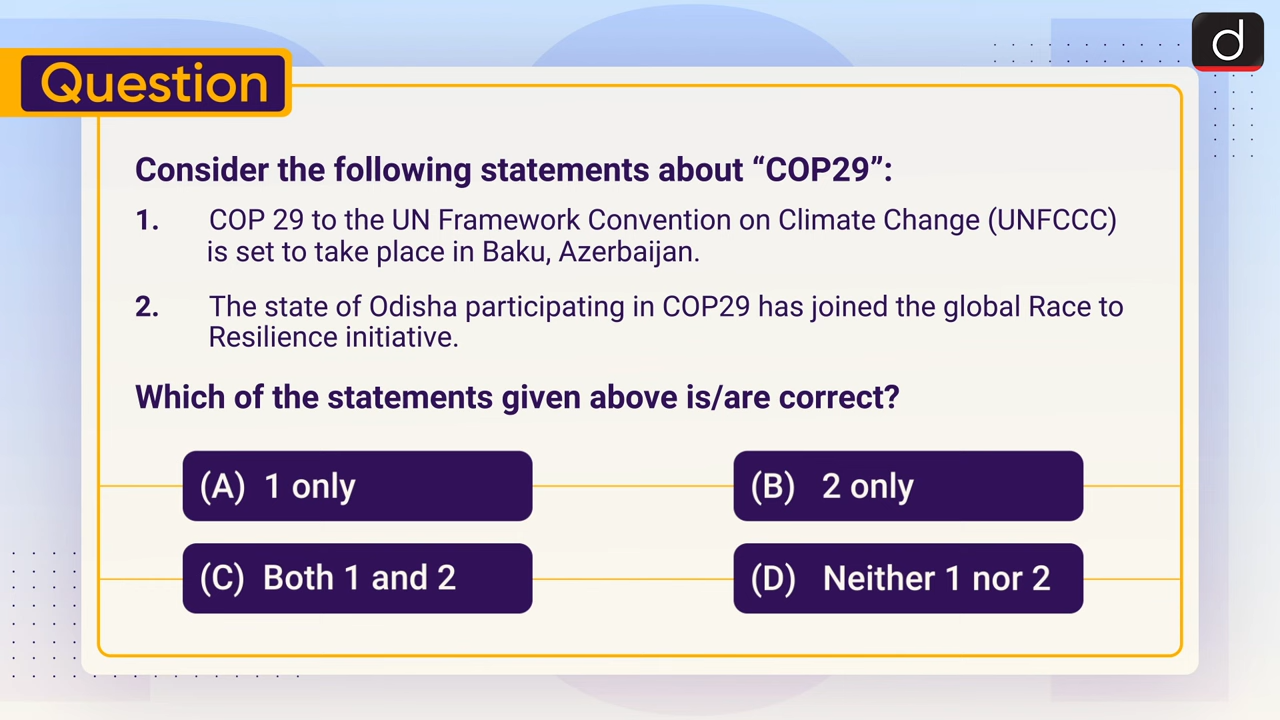 d
Question
Consider the following statements about “COP29”:
1. COP 29 to the UN Framework Convention on Climate Change (UNFCCC)
is set to take place in Baku, Azerbaijan.
2. The state of Odisha participating in COP29 has joined the global Race to
Resilience initiative.
Which of the statements given above is/are correct?
(A) 1 only
(B) 2 only
(C) Both 1 and 2
(D) Neither 1 nor 2